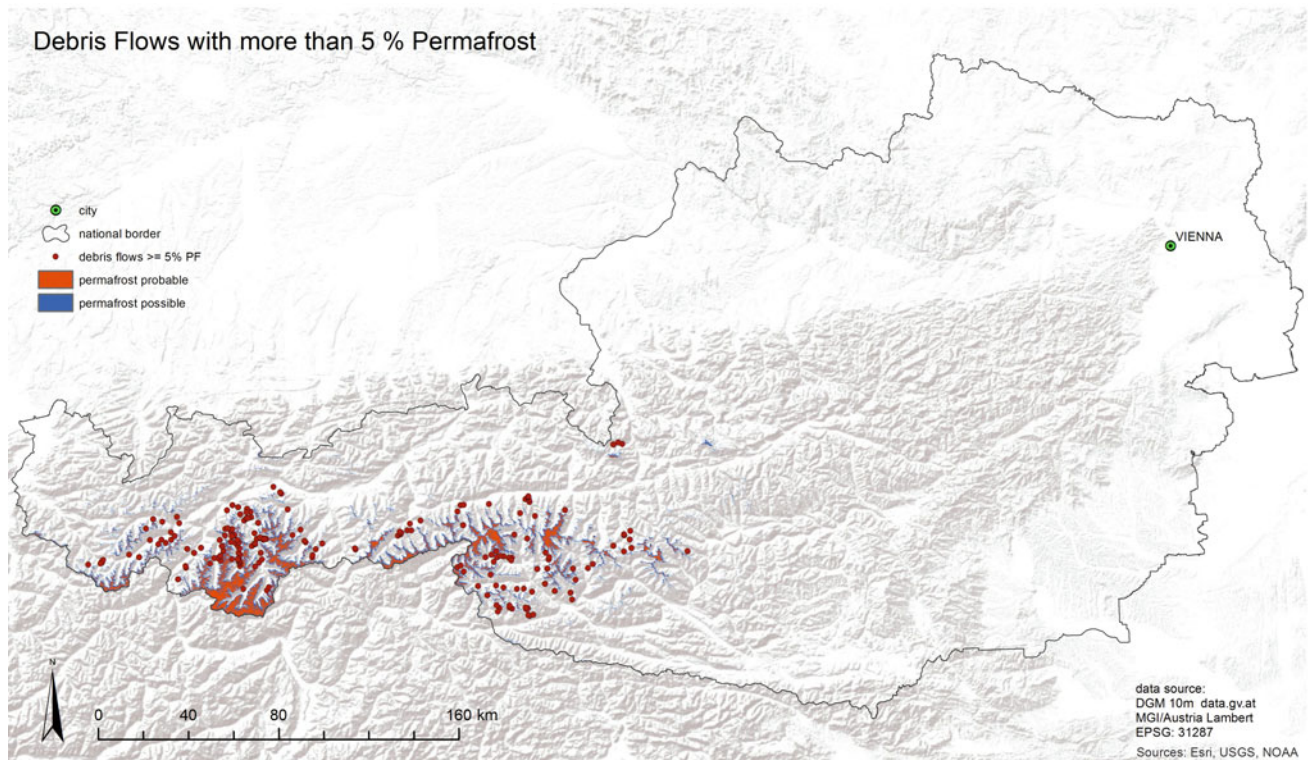 Debris Flows with more than 5 % Permafrost
city
national border
debris flows >= 5% PF
permafrost probable
permafrost possible
VIENNA
N
0 40 80 160 km
data source:
DGM 10m data.gv.at
MGI/Austria Lambert
EPSG: 31287
Sources: Esri, USGS, NOAA